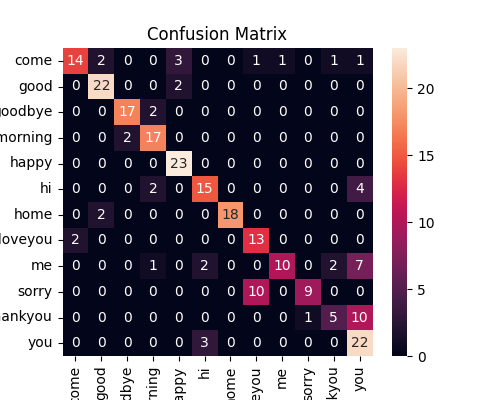 Confusion Matrix
come 14 2 0 0 3 0 0 1 1 0 1 1
good 0 22 0 0 2 0 0 0 0 0 0 0
oodbye 0 0 17 2 0 0 0 0 0 0 0 0
morning 0 0 2 17 0 0 0 0 0 0 0 0
happy 0 0 0 0 23 0 0 0 0 0 0 0
hi 0 0 0 2 0 15 0 0 0 0 0 4
home 0 2 0 0 0 0 18 0 0 0 0 0
loveyou 2 0 0 0 0 0 0 13 0 0 0 0
me 0 0 0 1 0 2 0 0 10 0 2 7
sorry 0 0 0 0 0 0 0 10 0 9 0 0
ankyou 0 0 0 0 0 0 0 0 0 1 5 10
you 0 0 0 0 0 3 0 0 0 0 0 22
ome good dbye rning appy hi ome eyou me sorry kyou you
20
15
10
5
0